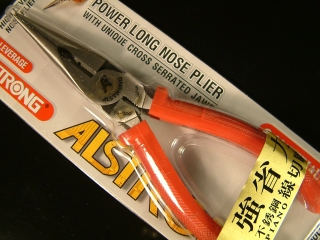 POWER LONG NOSE PLIER
WITH UNIQUE CROSS SERRATED JAWS
LEVERAGE
STRONG
ALSTRO
強省
不銹鋼線切
PIANO